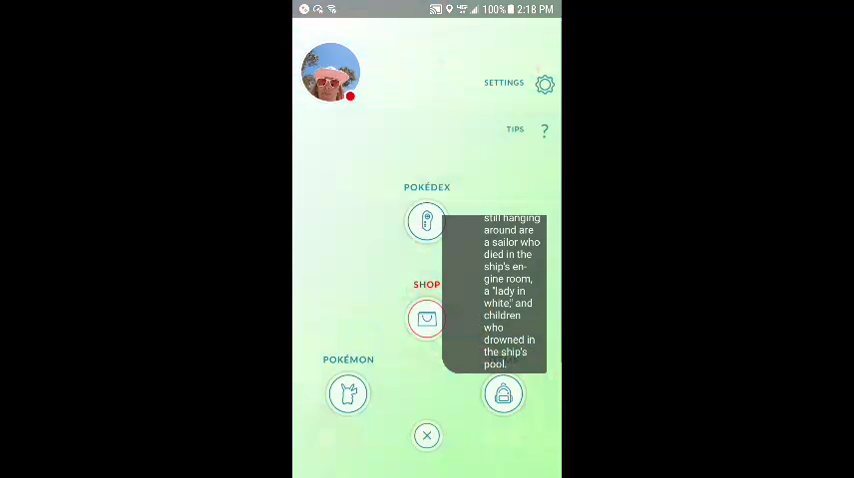 100% 2:18 PM
SETTINGS
TIPS ?
POKÉDEX
still hanging
around are
a sailor who
died in the
ship's en-
gine room,
a "lady in
white," and
children
who
drowned in
the ship's
pool.
SHOP
POKÉMON